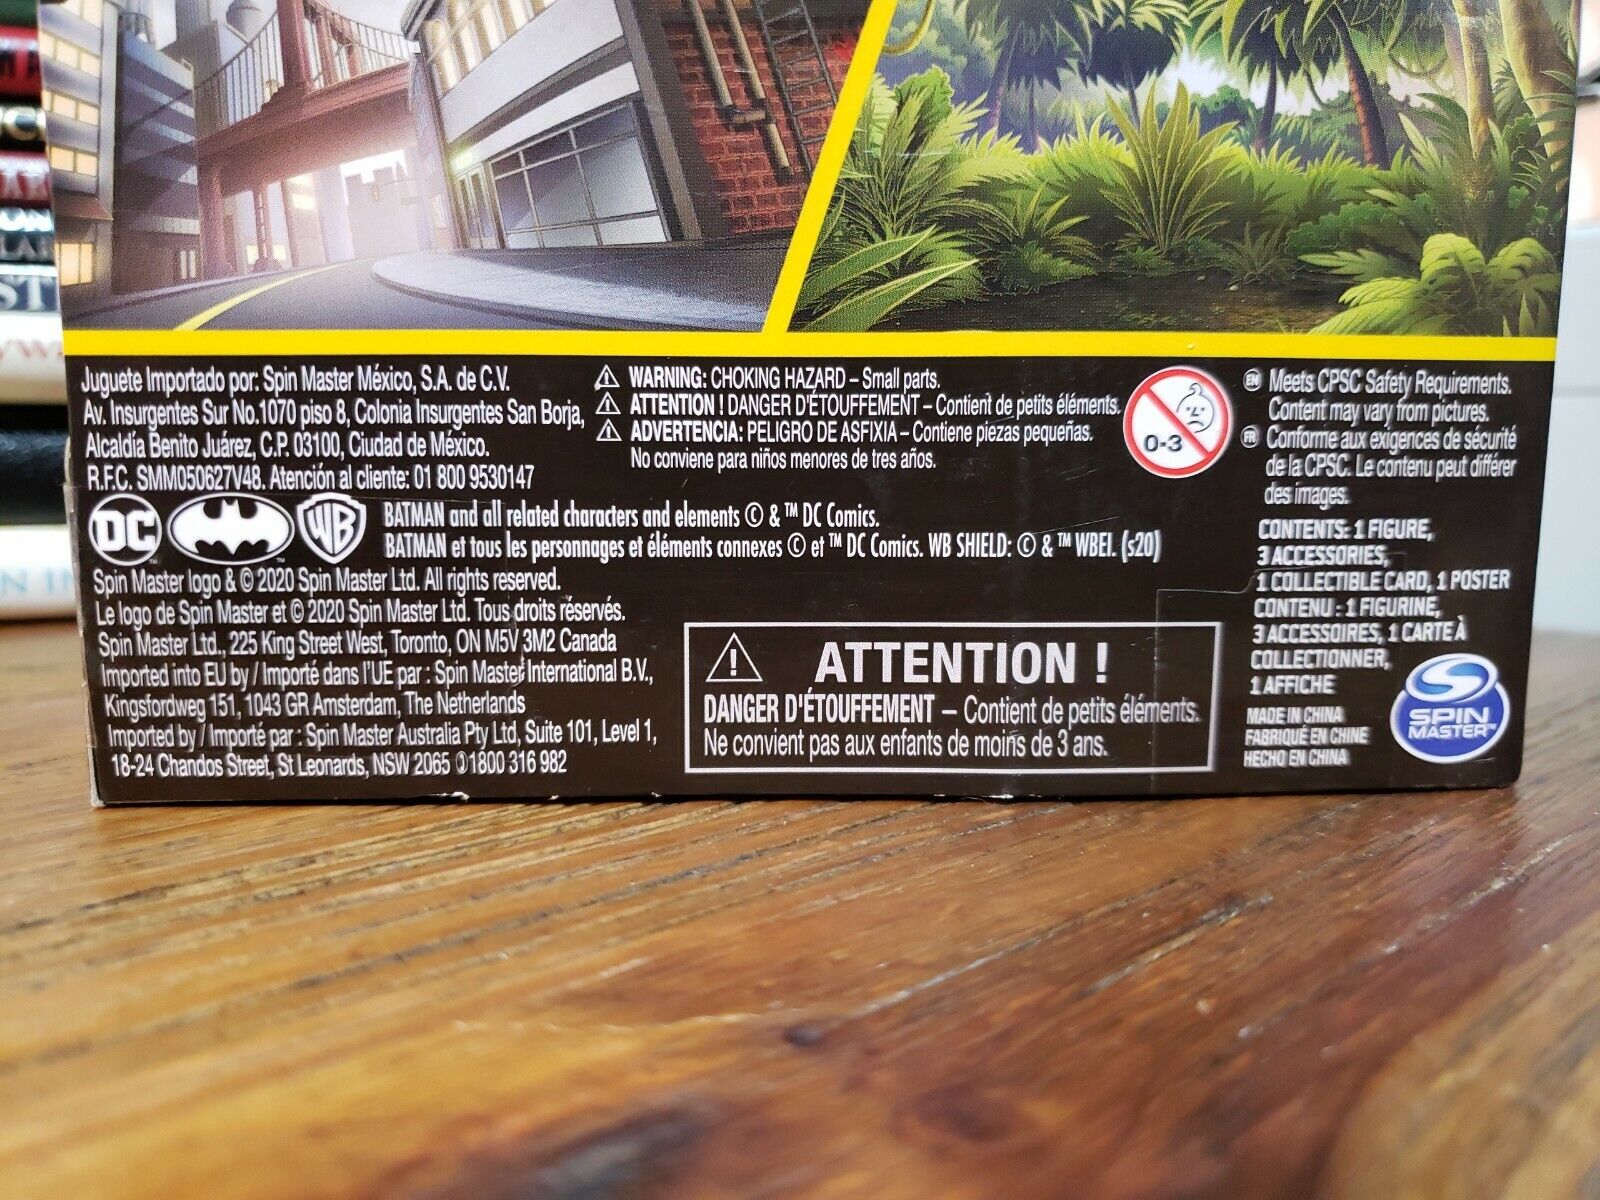 Juguete Importado por: Spin Master México, S.A. de C.V.
Av. Insurgentes Sur No.1070 piso 8, Colonia Insurgentes San Borja,
Alcaldía Benito Juárez, C.P. 03100, Ciudad de México.
R.F.C. SMM050627V48. Atención al cliente: 01 800 9530147
WARNING: CHOKING HAZARD – Small parts.
ATTENTION ! DANGER D'ÉTOUFFEMENT – Contient de petits éléments.
ADVERTENCIA: PELIGRO DE ASFIXIA – Contiene piezas pequeñas.
No conviene para niños menores de tres años.
0-3
EN Meets CPSC Safety Requirements.
Content may vary from pictures.
FR Conforme aux exigences de sécurité
de la CPSC. Le contenu peut différer
des images.
DC WB
BATMAN and all related characters and elements © & ™ DC Comics.
BATMAN et tous les personnages et éléments connexes © et ™ DC Comics. WB SHIELD: © & ™ WBEI. (s20)
Spin Master logo & © 2020 Spin Master Ltd. All rights reserved.
Le logo de Spin Master et © 2020 Spin Master Ltd. Tous droits réservés.
Spin Master Ltd., 225 King Street West, Toronto, ON M5V 3M2 Canada
Imported into EU by / Importé dans l'UE par : Spin Master International B.V.,
Kingsfordweg 151, 1043 GR Amsterdam, The Netherlands
Imported by / Importé par : Spin Master Australia Pty Ltd, Suite 101, Level 1,
18-24 Chandos Street, St Leonards, NSW 2065 ✆1800 316 982
ATTENTION !
DANGER D'ÉTOUFFEMENT – Contient de petits éléments.
Ne convient pas aux enfants de moins de 3 ans.
CONTENTS: 1 FIGURE,
3 ACCESSORIES,
1 COLLECTIBLE CARD, 1 POSTER
CONTENU : 1 FIGURINE,
3 ACCESSOIRES, 1 CARTE À
COLLECTIONNER,
1 AFFICHE
MADE IN CHINA
FABRIQUÉ EN CHINE
HECHO EN CHINA
SPIN
MASTER™